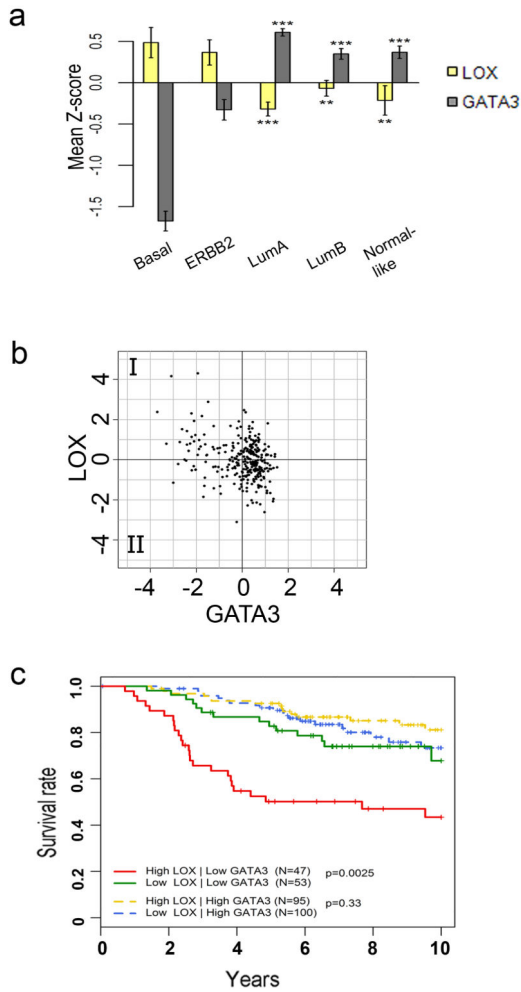 a
0.5
0.0
-0.5
-1.5
Mean Z-score
***
***
***
***
**
**
LOX
GATA3
Basal
ERBB2
LumA
LumB
Normal-
like
b
I
II
4
2
0
-2
-4
LOX
-4 -2 0 2 4
GATA3
c
1.0
0.8
0.6
0.4
0.2
0
Survival rate
High LOX | Low GATA3 (N=47) p=0.0025
Low LOX | Low GATA3 (N=53)
High LOX | High GATA3 (N=95) p=0.33
Low LOX | High GATA3 (N=100)
0 2 4 6 8 10
Years